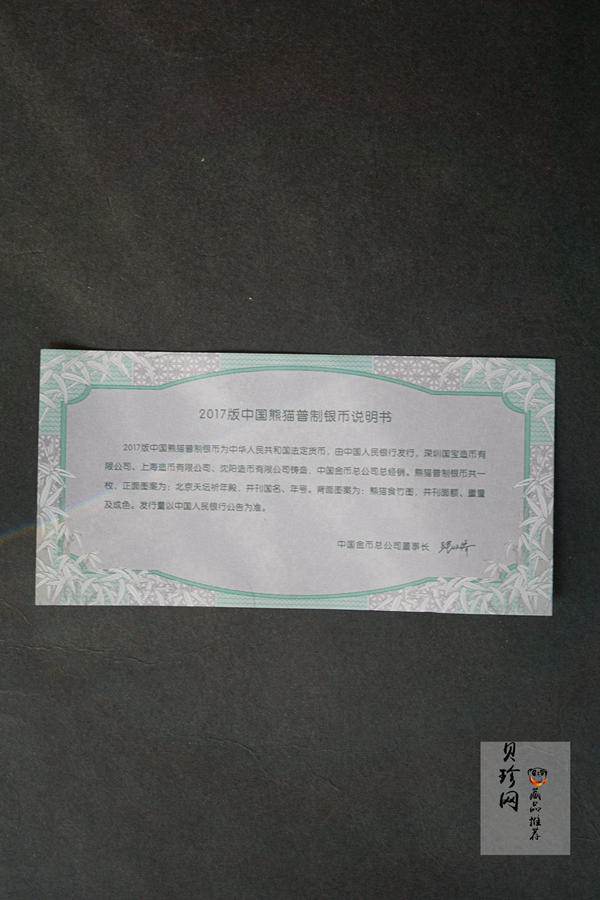 2017版中国熊猫普制银币说明书
2017版中国熊猫普制银币为中华人民共和国法定货币，由中国人民银行发行，深圳国宝造币有
限公司、上海造币有限公司、沈阳造币有限公司铸造，中国金币总公司总经销。熊猫普制银币共一
枚，正面图案为：北京天坛祈年殿，并刊国名、年号。背面图案为：熊猫食竹图，并刊面额、重量
及成色。发行量以中国人民银行公告为准。
中国金币总公司董事长
贝珍网
藏品推荐